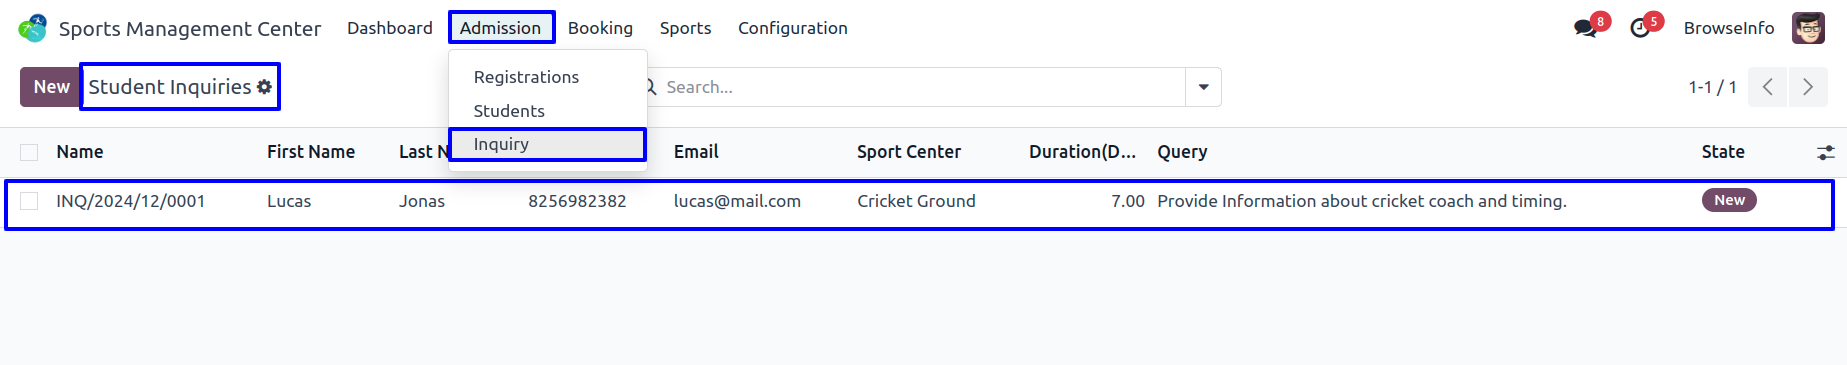 Sports Management Center Dashboard Admission Booking Sports Configuration 8 5 BrowseInfo
New Student Inquiries Search... 1-1 / 1
Registrations
Students
Inquiry
Name First Name Last N Email Sport Center Duration(D... Query State
INQ/2024/12/0001 Lucas Jonas 8256982382 lucas@mail.com Cricket Ground 7.00 Provide Information about cricket coach and timing. New